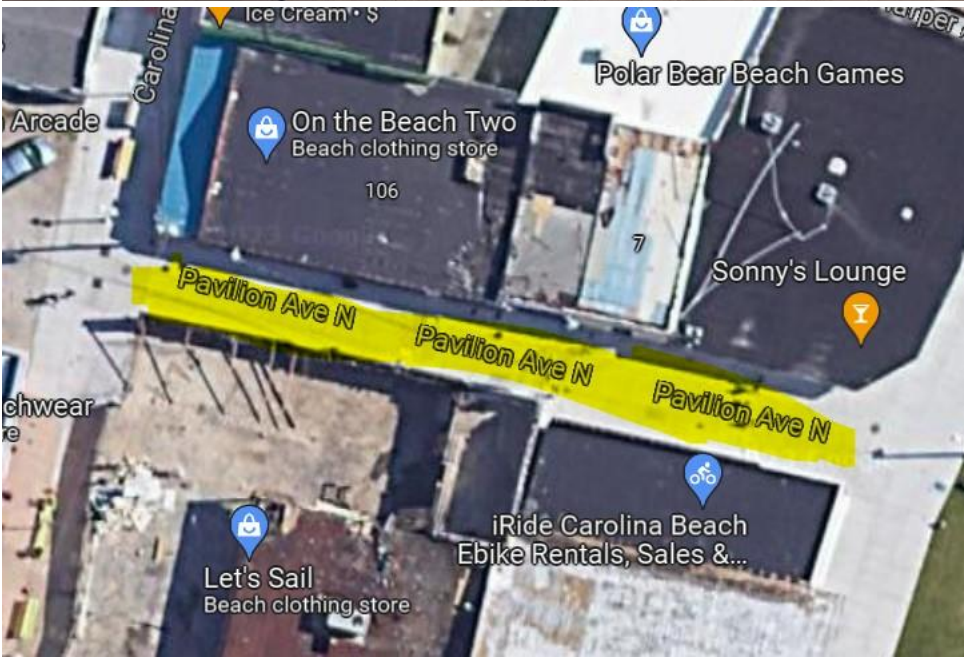 Ice Cream • $
Carolina
Harper
Polar Bear Beach Games
Arcade
On the Beach Two
Beach clothing store
106
7
Sonny's Lounge
Pavilion Ave N
Pavilion Ave N
Pavilion Ave N
chwear
e
iRide Carolina Beach
Ebike Rentals, Sales &...
Let's Sail
Beach clothing store